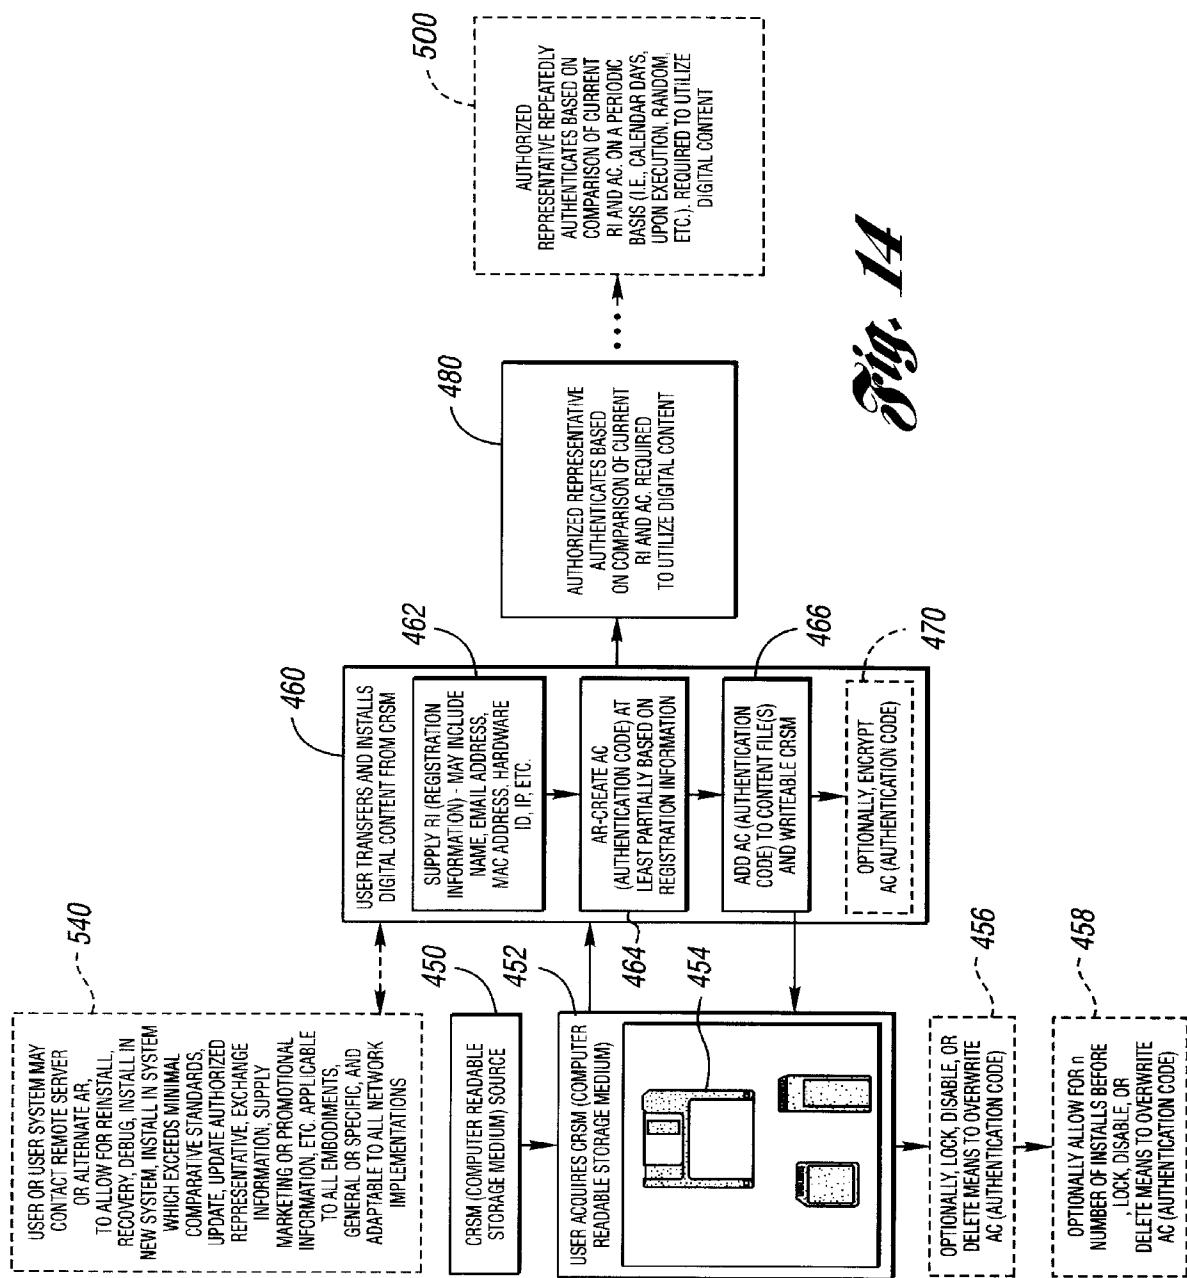 540
USER OR USER SYSTEM MAY
CONTACT REMOTE SERVER
OR ALTERNATE AR,
TO ALLOW FOR REINSTALL,
RECOVERY, DEBUG, INSTALL IN
NEW SYSTEM, INSTALL IN SYSTEM
WHICH EXCEEDS MINIMAL
COMPARATIVE STANDARDS,
UPDATE, UPDATE AUTHORIZED
REPRESENTATIVE, EXCHANGE
INFORMATION, SUPPLY
MARKETING OR PROMOTIONAL
INFORMATION, ETC. APPLICABLE
TO ALL EMBODIMENTS,
GENERAL OR SPECIFIC, AND
ADAPTABLE TO ALL NETWORK
IMPLEMENTATIONS
450
CRSM (COMPUTER READABLE
STORAGE MEDIUM) SOURCE
452
USER ACQUIRES CRSM (COMPUTER
READABLE STORAGE MEDIUM)
454
456
OPTIONALLY, LOCK, DISABLE, OR
DELETE MEANS TO OVERWRITE
AC (AUTHENTICATION CODE)
458
OPTIONALLY ALLOW FOR n
NUMBER OF INSTALLS BEFORE
, LOCK, DISABLE, OR
DELETE MEANS TO OVERWRITE
AC (AUTHENTICATION CODE)
460
USER TRANSFERS AND INSTALLS
DIGITAL CONTENT FROM CRSM
462
SUPPLY RI (REGISTRATION
INFORMATION) - MAY INCLUDE
NAME, EMAIL ADDRESS,
MAC ADDRESS. HARDWARE
ID, IP, ETC.
464
AR-CREATE AC
(AUTHENTICATION CODE) AT
LEAST PARTIALLY BASED ON
REGISTRATION INFORMATION
466
ADD AC (AUTHENTICATION
CODE) TO CONTENT FILE(S)
AND WRITEABLE CRSM
470
OPTIONALLY, ENCRYPT
AC (AUTHENTICATION CODE)
480
AUTHORIZED REPRESENTATIVE
AUTHENTICATES BASED
ON COMPARISON OF CURRENT
RI AND AC. REQUIRED
TO UTILIZE DIGITAL CONTENT
500
AUTHORIZED
REPRESENTATIVE REPEATEDLY
AUTHENTICATES BASED ON
COMPARISON OF CURRENT
RI AND AC. ON A PERIODIC
BASIS (I.E., CALENDAR DAYS,
UPON EXECUTION, RANDOM,
ETC.). REQUIRED TO UTILIZE
DIGITAL CONTENT
Fig. 14